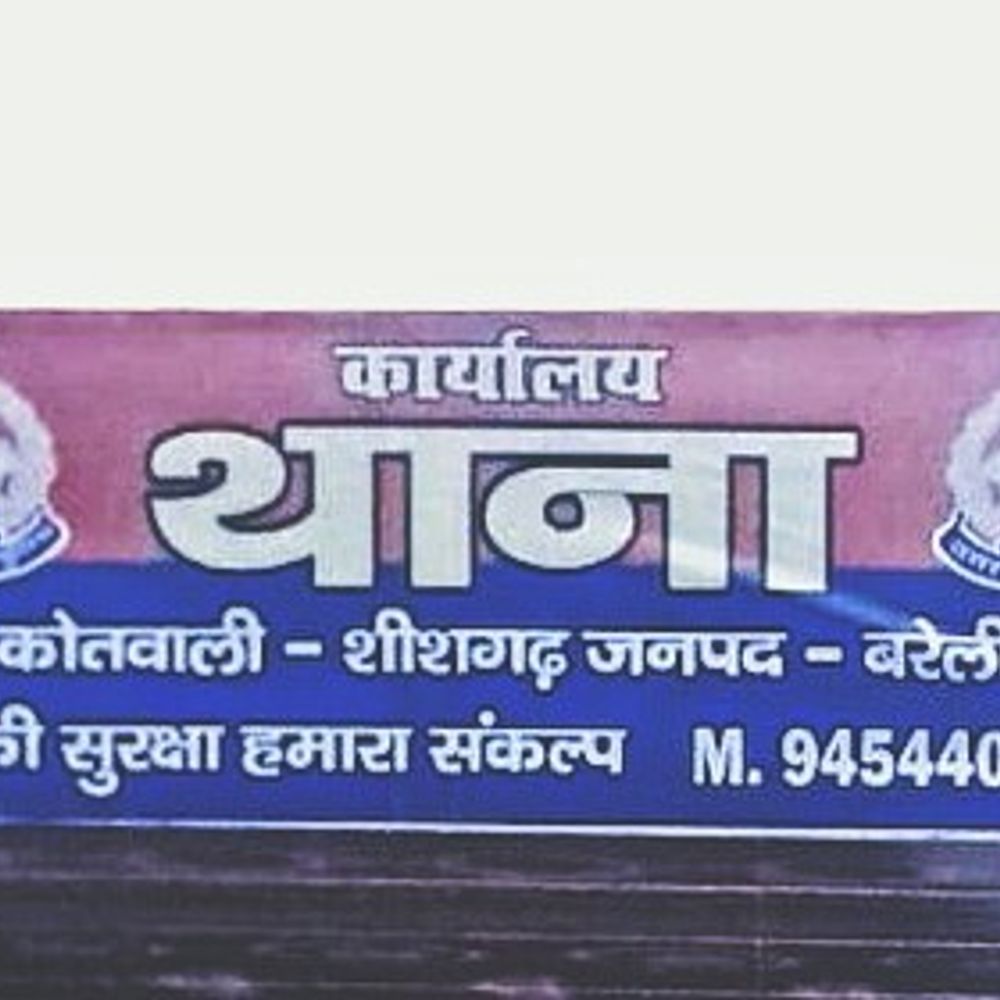 कार्यालय
थाना
कोतवाली - शीशगढ़ जनपद - बरेली
की सुरक्षा हमारा संकल्प M. 945440